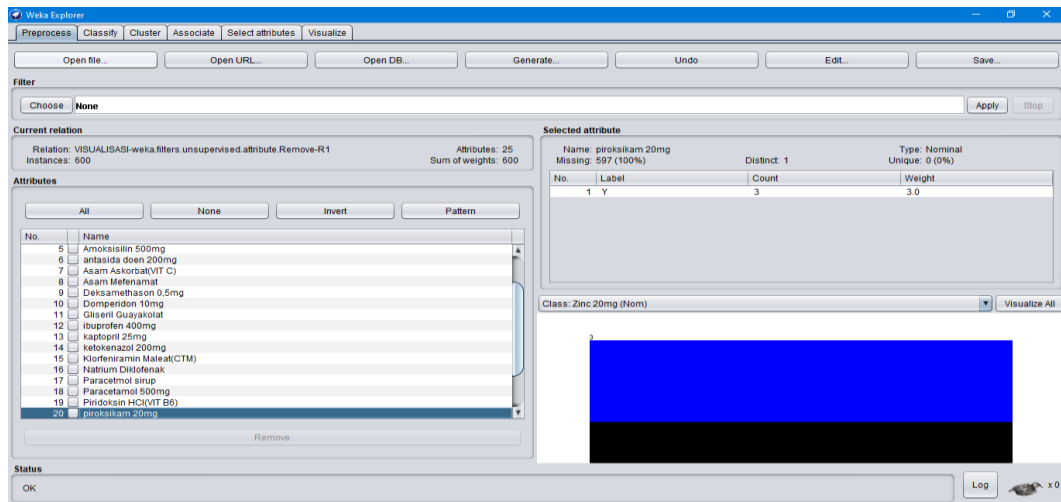 Weka Explorer
Preprocess Classify Cluster Associate Select attributes Visualize
Open file... Open URL... Open DB... Generate... Undo Edit... Save...
Filter
Choose None Apply Stop
Current relation
Relation: VISUALISASI-weka.filters.unsupervised.attribute.Remove-R1 Attributes: 25
Instances: 600 Sum of weights: 600
Attributes
All None Invert Pattern
No. Name
5 Amoksisilin 500mg
6 antasida doen 200mg
7 Asam Askorbat(VIT C)
8 Asam Mefenamat
9 Deksamethason 0,5mg
10 Domperidon 10mg
11 Gliseril Guayakolat
12 ibuprofen 400mg
13 kaptopril 25mg
14 ketokenazol 200mg
15 Klorfeniramin Maleat(CTM)
16 Natrium Diklofenak
17 Paracetmol sirup
18 Paracetamol 500mg
19 Piridoksin HCl(VIT B6)
20 piroksikam 20mg
Remove
Selected attribute
Name: piroksikam 20mg Type: Nominal
Missing: 597 (100%) Distinct: 1 Unique: 0 (0%)
No. Label Count Weight
1 Y 3 3.0
Class: Zinc 20mg (Nom) Visualize All
3
Status
OK Log x 0